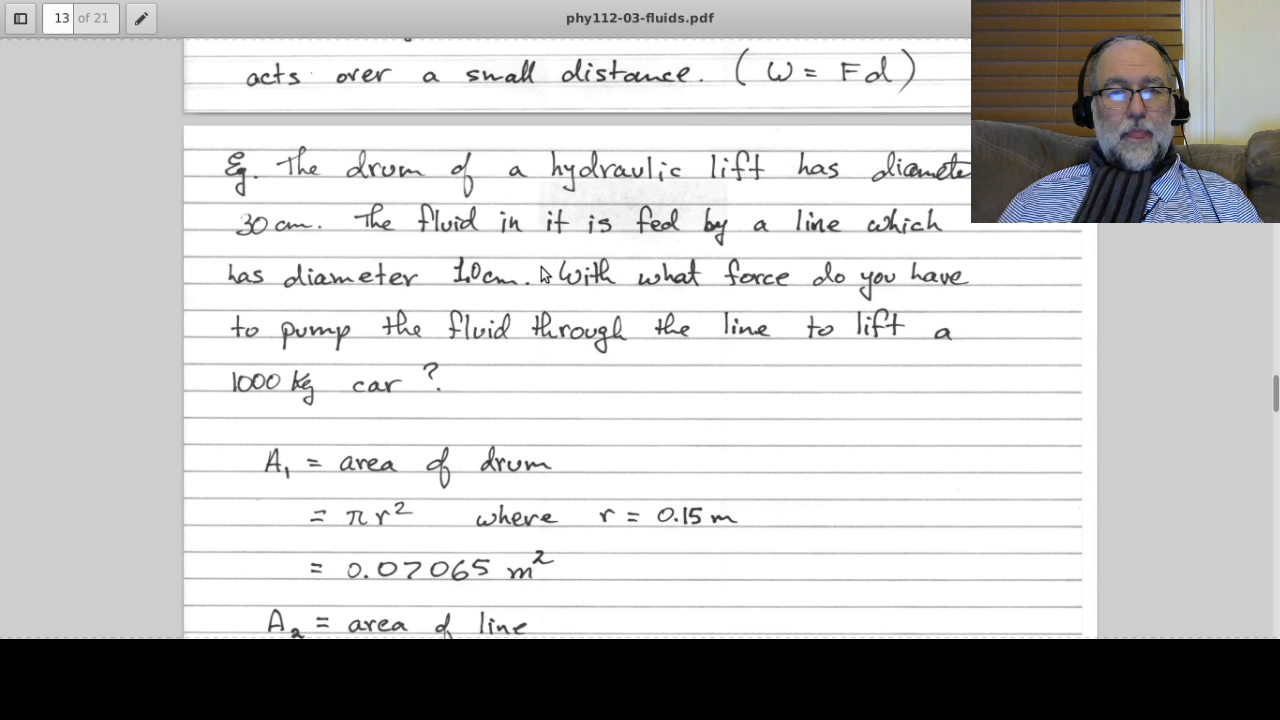 13 of 21
phy112-03-fluids.pdf
acts over a small distance. (W = Fd)
Eg. The drum of a hydraulic lift has diamete
30 cm. The fluid in it is fed by a line which
has diameter 1.0 cm. With what force do you have
to pump the fluid through the line to lift a
1000 kg car ?
A₁ = area of drum
= πr² where r = 0.15 m
= 0.07065 m²
A₂ = area of line